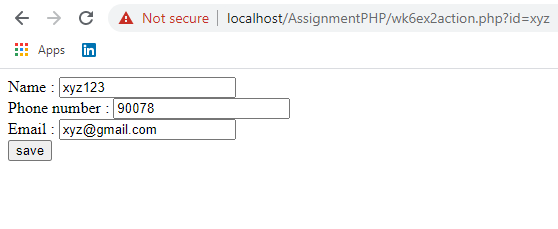 Not secure | localhost/AssignmentPHP/wk6ex2action.php?id=xyz
Apps in
Name : xyz123
Phone number : 90078
Email : xyz@gmail.com
save